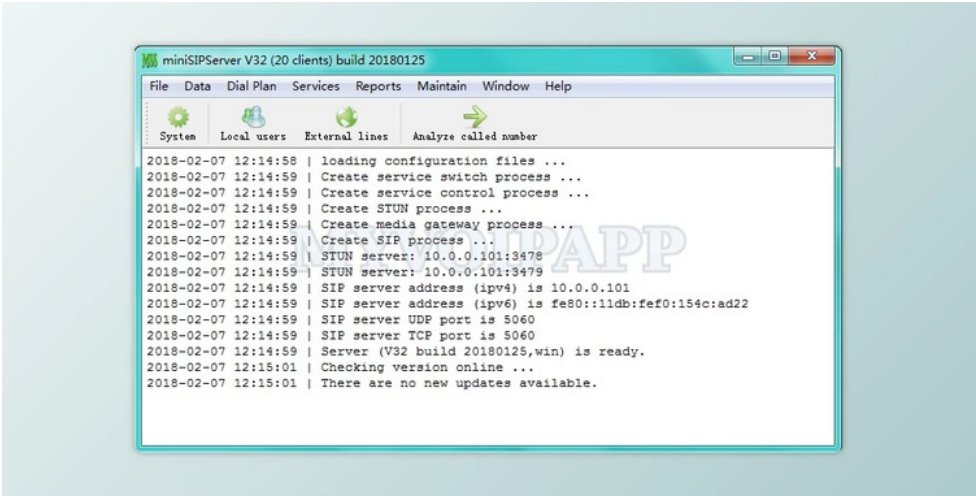 miniSIPServer V32 (20 clients) build 20180125
File Data Dial Plan Services Reports Maintain Window Help
System Local users External lines Analyze called number
2018-02-07 12:14:58 | loading configuration files ...
2018-02-07 12:14:59 | Create service switch process ...
2018-02-07 12:14:59 | Create service control process ...
2018-02-07 12:14:59 | Create STUN process ...
2018-02-07 12:14:59 | Create media gateway process ...
2018-02-07 12:14:59 | Create SIP process ...
2018-02-07 12:14:59 | STUN server: 10.0.0.101:3478
2018-02-07 12:14:59 | STUN server: 10.0.0.101:3479
2018-02-07 12:14:59 | SIP server address (ipv4) is 10.0.0.101
2018-02-07 12:14:59 | SIP server address (ipv6) is fe80::11db:fef0:154c:ad22
2018-02-07 12:14:59 | SIP server UDP port is 5060
2018-02-07 12:14:59 | SIP server TCP port is 5060
2018-02-07 12:14:59 | Server (V32 build 20180125,win) is ready.
2018-02-07 12:15:01 | Checking version online ...
2018-02-07 12:15:01 | There are no new updates available.
MYVOIPAPP